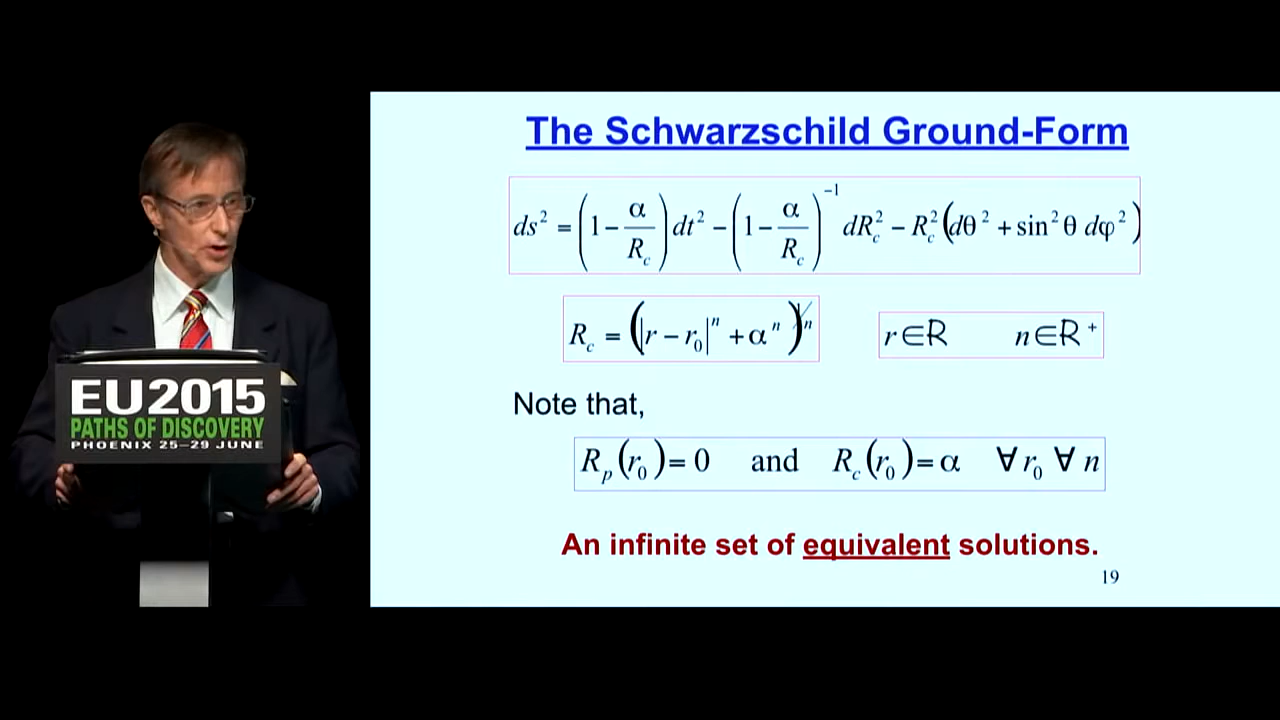 The Schwarzschild Ground-Form
ds² = (1 − α/R_c) dt² − (1 − α/R_c)⁻¹ dR_c² − R_c² (dθ² + sin²θ dφ²)
R_c = (|r − r₀|ⁿ + αⁿ)^(1/n)
r ∈ ℝ n ∈ ℝ⁺
Note that,
R_p(r₀) = 0 and R_c(r₀) = α ∀ r₀ ∀ n
An infinite set of equivalent solutions.
19
EU2015
PATHS OF DISCOVERY
PHOENIX 25–29 JUNE